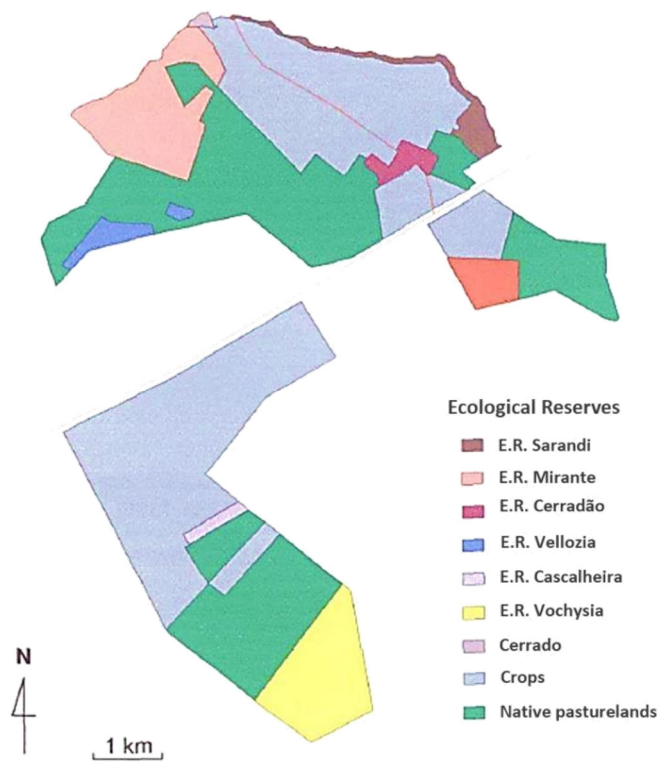 Ecological Reserves
E.R. Sarandi
E.R. Mirante
E.R. Cerradão
E.R. Vellozia
E.R. Cascalheira
E.R. Vochysia
Cerrado
Crops
Native pasturelands
N
1 km